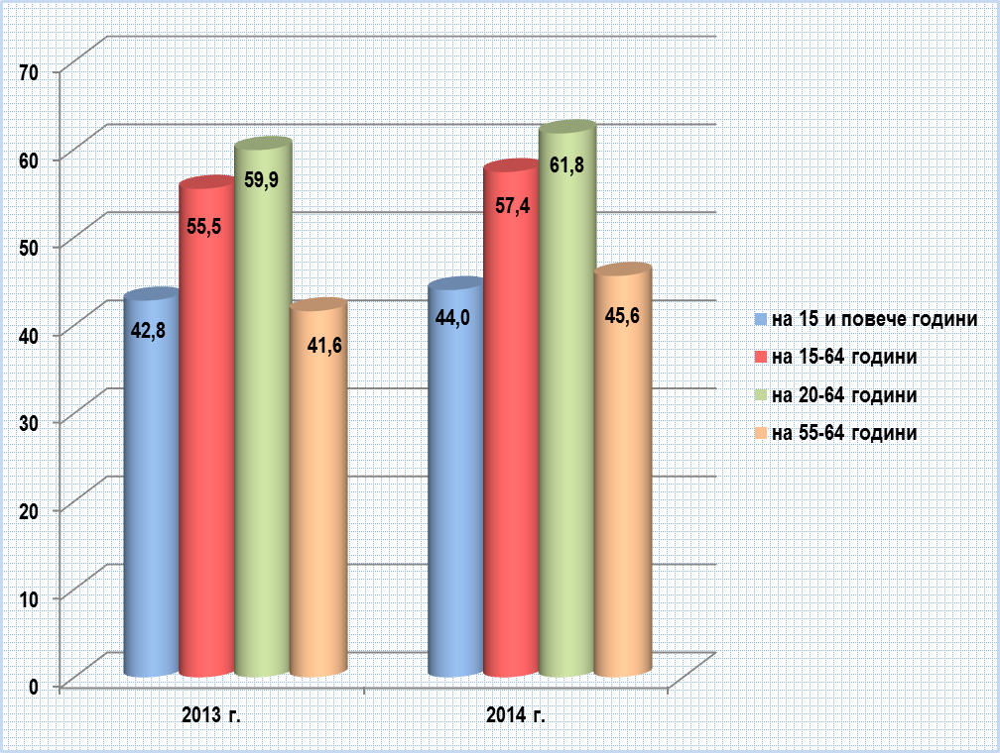 70
60
50
40
30
20
10
0
42,8
55,5
59,9
41,6
44,0
57,4
61,8
45,6
2013 г.
2014 г.
на 15 и повече години
на 15-64 години
на 20-64 години
на 55-64 години